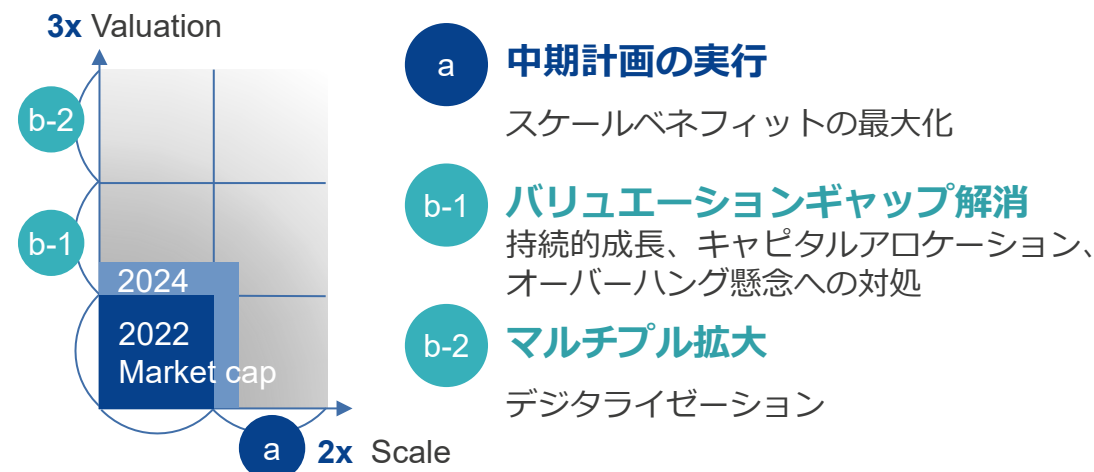 3x Valuation
b-2
b-1
2024
2022
Market cap
a
2x Scale
a
中期計画の実行
スケールベネフィットの最大化
b-1
バリュエーションギャップ解消
持続的成長、キャピタルアロケーション、
オーバーハング懸念への対処
b-2
マルチプル拡大
デジタライゼーション